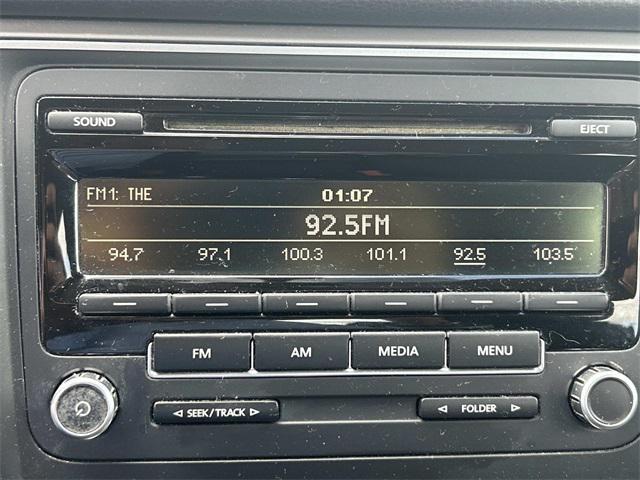 SOUND EJECT
FM1: THE 01:07
92.5FM
94.7 97.1 100.3 101.1 92.5 103.5
FM AM MEDIA MENU
SEEK/TRACK FOLDER